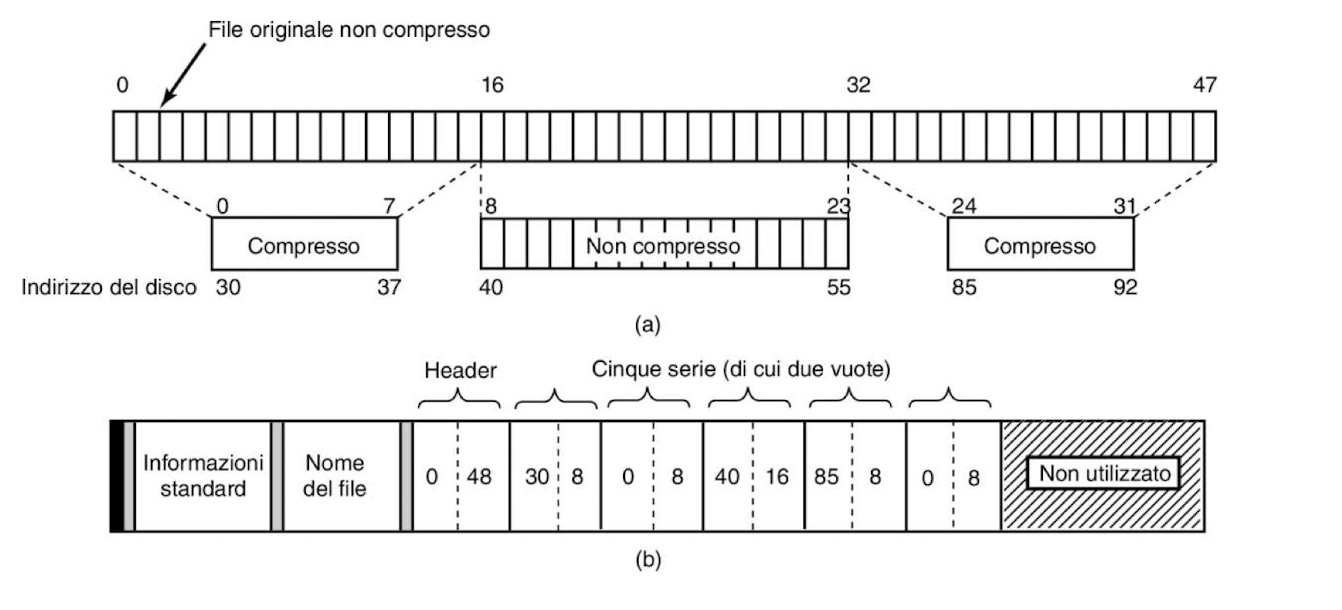 File originale non compresso
0 16 32 47
0 7 8 23 24 31
Compresso Non compresso Compresso
Indirizzo del disco 30 37 40 55 85 92
(a)
Header Cinque serie (di cui due vuote)
Informazioni standard
Nome del file
0 48 30 8 0 8 40 16 85 8 0 8
Non utilizzato
(b)